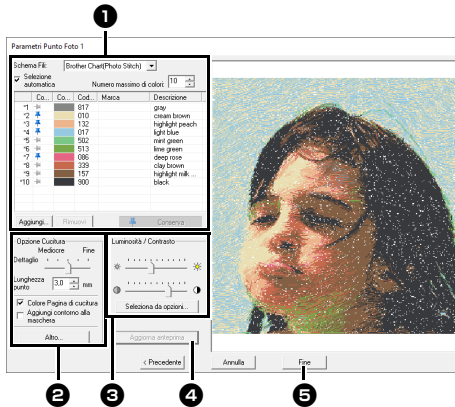 1
Parametri Punto Foto 1
Schema Fili: Brother Chart(Photo Stitch)
Selezione automatica Numero massimo di colori: 10
Co... Co... Cod... Marca Descrizione
*1 817 gray
*2 010 cream brown
*3 132 highlight peach
*4 017 light blue
*5 502 mint green
*6 513 lime green
*7 086 deep rose
*8 339 clay brown
*9 157 highlight milk ...
*10 900 black
Aggiungi... Rimuovi Conserva
Opzione Cucitura
Mediocre Fine
Dettaglio
Lunghezza punto 3,0 mm
Colore Pagina di cucitura
Aggiungi contorno alla maschera
Altro...
Luminosità / Contrasto
Seleziona da opzioni...
Aggiorna anteprima
< Precedente Annulla Fine
2 3 4 5